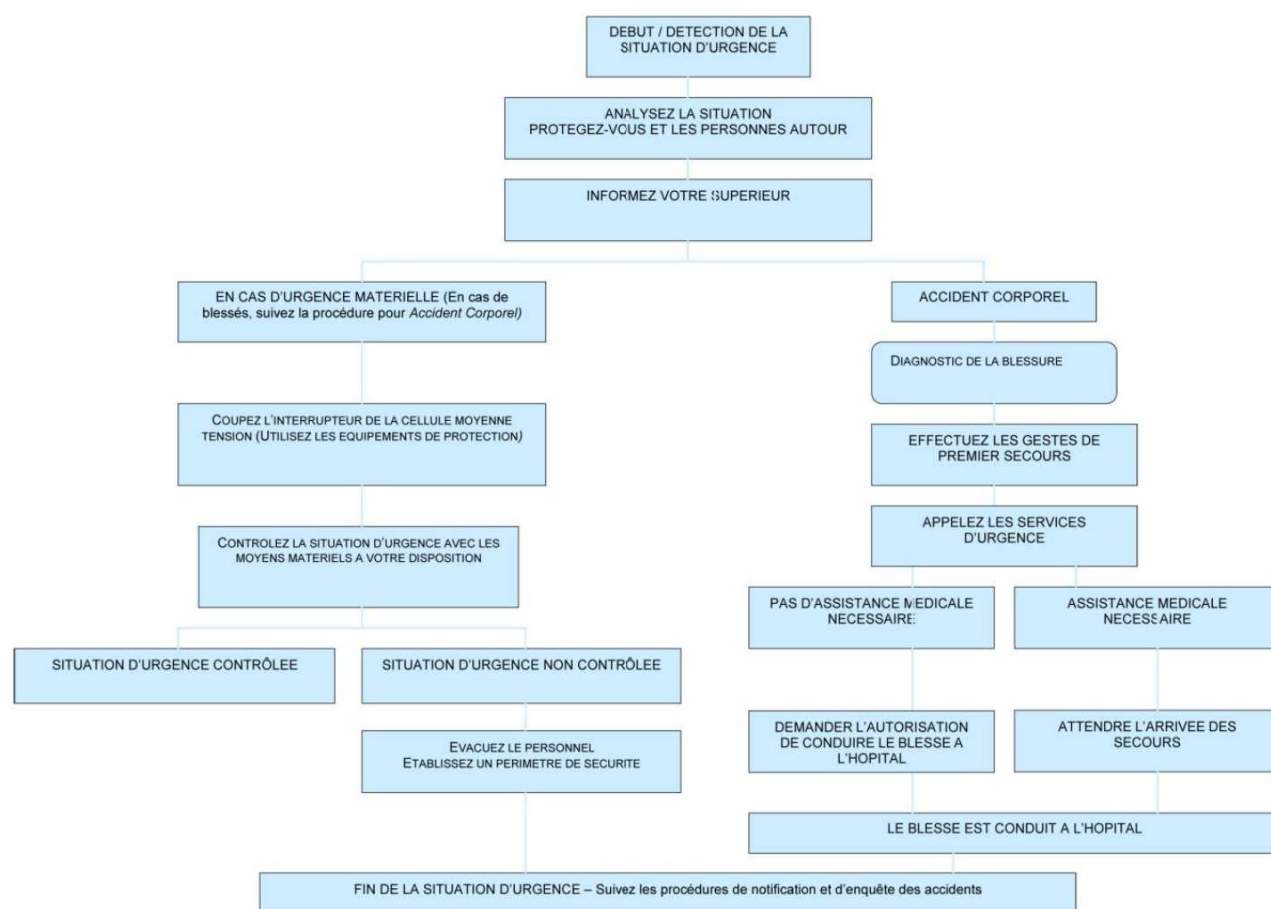 DEBUT / DETECTION DE LA
SITUATION D'URGENCE
ANALYSEZ LA SITUATION
PROTEGEZ-VOUS ET LES PERSONNES AUTOUR
INFORMEZ VOTRE SUPERIEUR
EN CAS D'URGENCE MATERIELLE (En cas de
blessés, suivez la procédure pour Accident Corporel)
COUPEZ L'INTERRUPTEUR DE LA CELLULE MOYENNE
TENSION (UTILISEZ LES EQUIPEMENTS DE PROTECTION)
CONTROLEZ LA SITUATION D'URGENCE AVEC LES
MOYENS MATERIELS A VOTRE DISPOSITION
SITUATION D'URGENCE CONTRÔLEE
SITUATION D'URGENCE NON CONTRÔLEE
EVACUEZ LE PERSONNEL
ETABLISSEZ UN PERIMETRE DE SECURITE
ACCIDENT CORPOREL
DIAGNOSTIC DE LA BLESSURE
EFFECTUEZ LES GESTES DE
PREMIER SECOURS
APPELEZ LES SERVICES
D'URGENCE
PAS D'ASSISTANCE MEDICALE
NECESSAIRE
ASSISTANCE MEDICALE
NECESSAIRE
DEMANDER L'AUTORISATION
DE CONDUIRE LE BLESSE A
L'HOPITAL
ATTENDRE L'ARRIVEE DES
SECOURS
LE BLESSE EST CONDUIT A L'HOPITAL
FIN DE LA SITUATION D'URGENCE – Suivez les procédures de notification et d'enquête des accidents